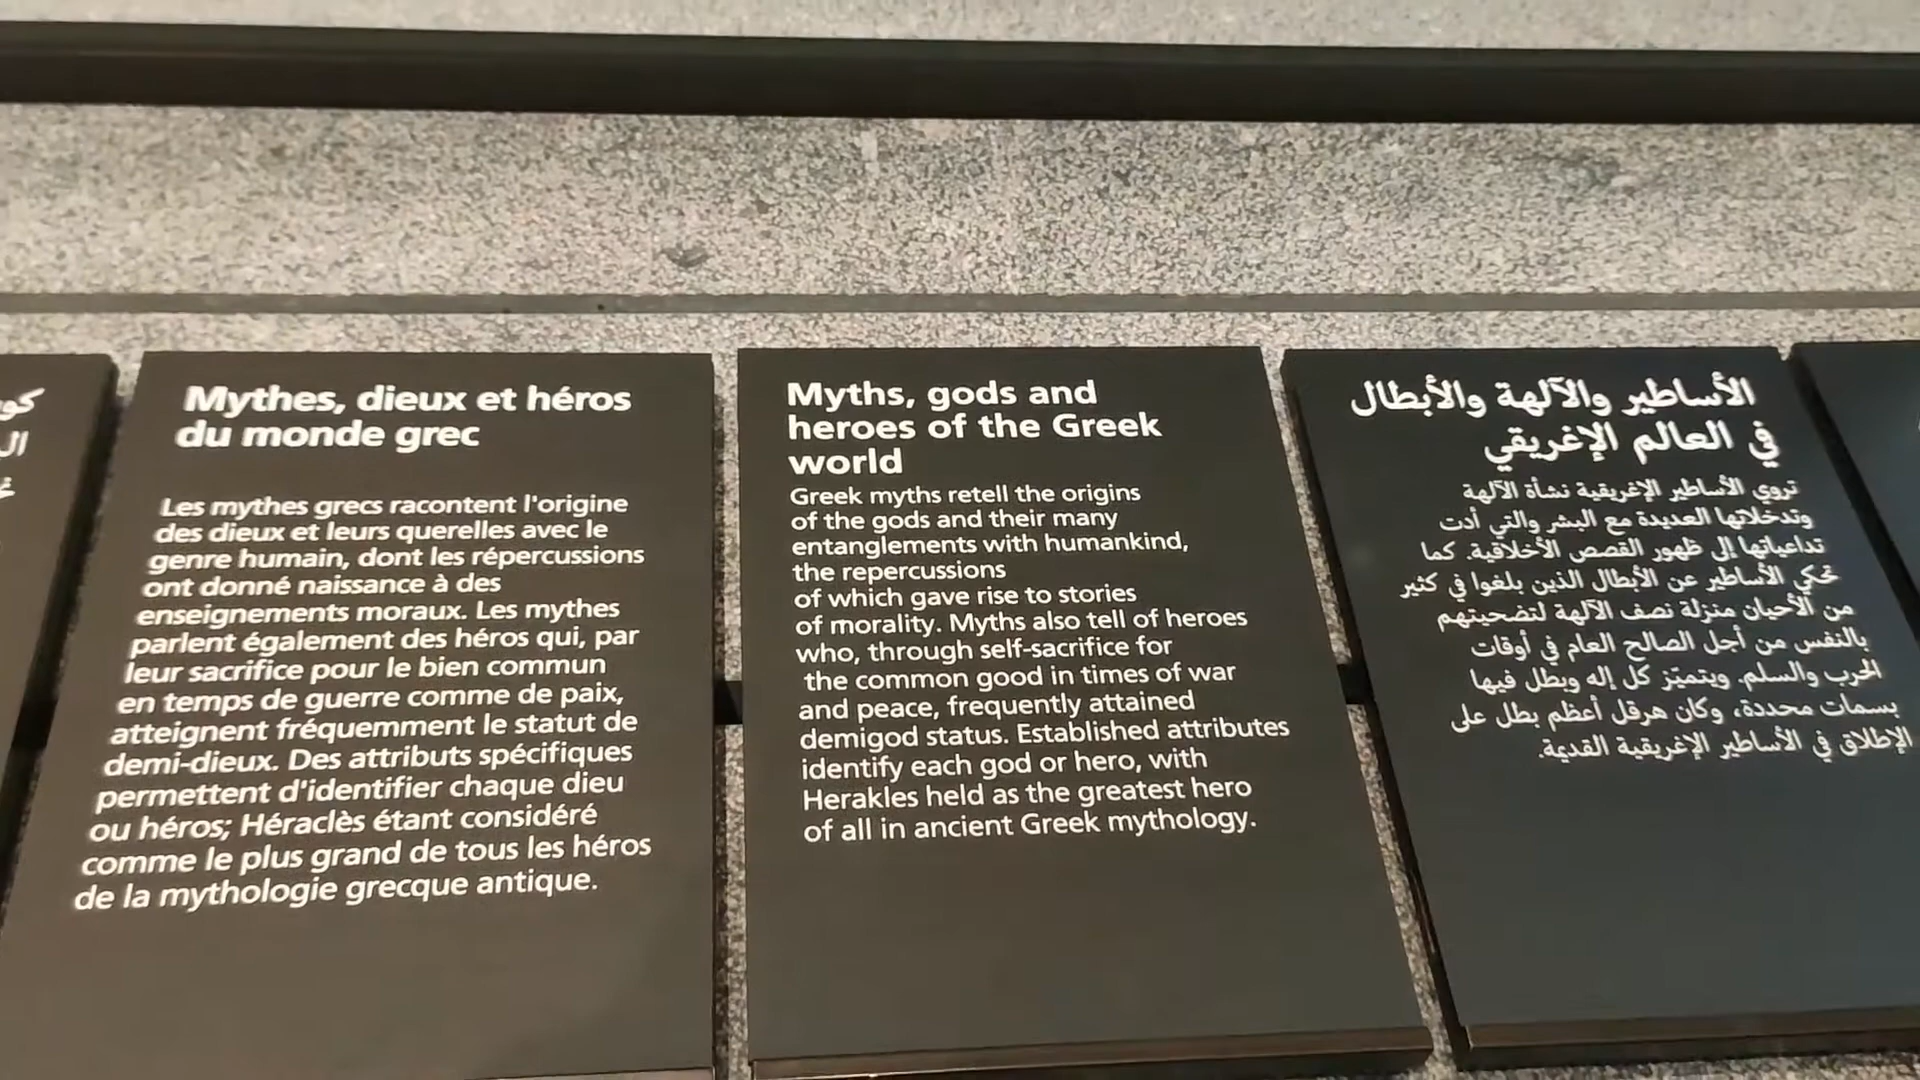 Mythes, dieux et héros
du monde grec
Les mythes grecs racontent l'origine
des dieux et leurs querelles avec le
genre humain, dont les répercussions
ont donné naissance à des
enseignements moraux. Les mythes
parlent également des héros qui, par
leur sacrifice pour le bien commun
en temps de guerre comme de paix,
atteignent fréquemment le statut de
demi-dieux. Des attributs spécifiques
permettent d'identifier chaque dieu
ou héros; Héraclès étant considéré
comme le plus grand de tous les héros
de la mythologie grecque antique.
Myths, gods and
heroes of the Greek
world
Greek myths retell the origins
of the gods and their many
entanglements with humankind,
the repercussions
of which gave rise to stories
of morality. Myths also tell of heroes
who, through self-sacrifice for
the common good in times of war
and peace, frequently attained
demigod status. Established attributes
identify each god or hero, with
Herakles held as the greatest hero
of all in ancient Greek mythology.
الأساطير والآلهة والأبطال
في العالم الإغريقي
تروي الأساطير الإغريقية نشأة الآلهة
وتدخلاتها العديدة مع البشر والتي أدت
تداعياتها إلى ظهور القصص الأخلاقية. كما
تحكي الأساطير عن الأبطال الذين بلغوا في كثير
من الأحيان منزلة نصف الآلهة لتضحيتهم
بالنفس من أجل الصالح العام في أوقات
الحرب والسلم. ويتميّز كل إله وبطل فيها
بسمات محددة، وكان هرقل أعظم بطل على
الإطلاق في الأساطير الإغريقية القديمة.